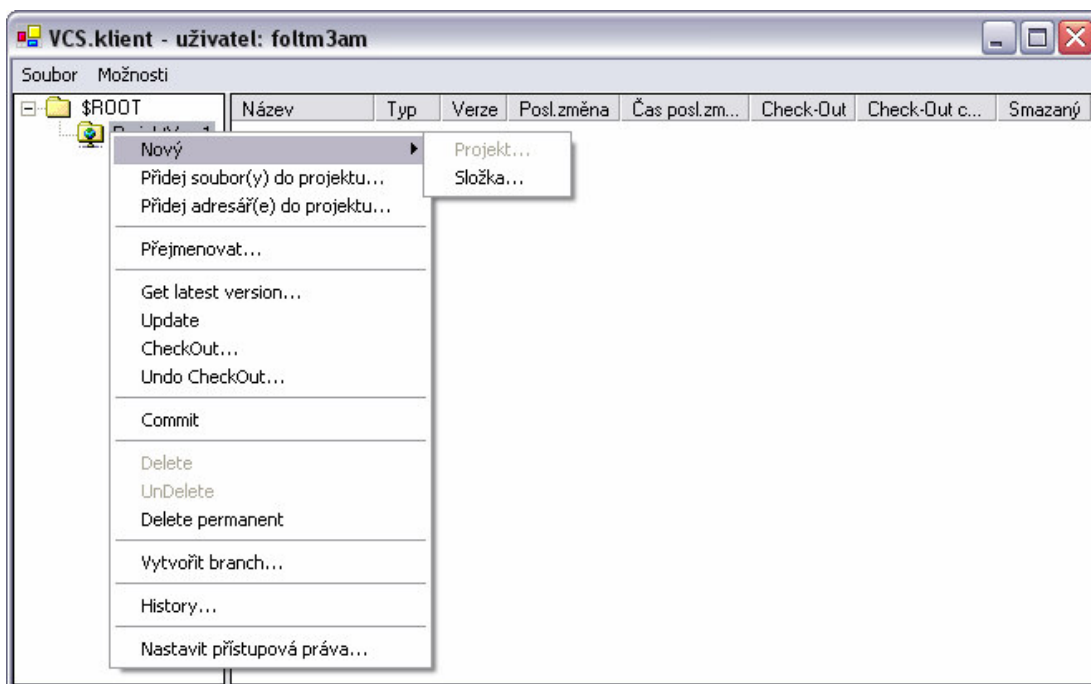 VCS.klient - uživatel: foltm3am
Soubor Možnosti
$ROOT
Název Typ Verze Posl.změna Čas posl.zm... Check-Out Check-Out c... Smazaný
Nový
Projekt...
Přidej soubor(y) do projektu...
Složka...
Přidej adresář(e) do projektu...
Přejmenovat...
Get latest version...
Update
CheckOut...
Undo CheckOut...
Commit
Delete
UnDelete
Delete permanent
Vytvořit branch...
History...
Nastavit přístupová práva...